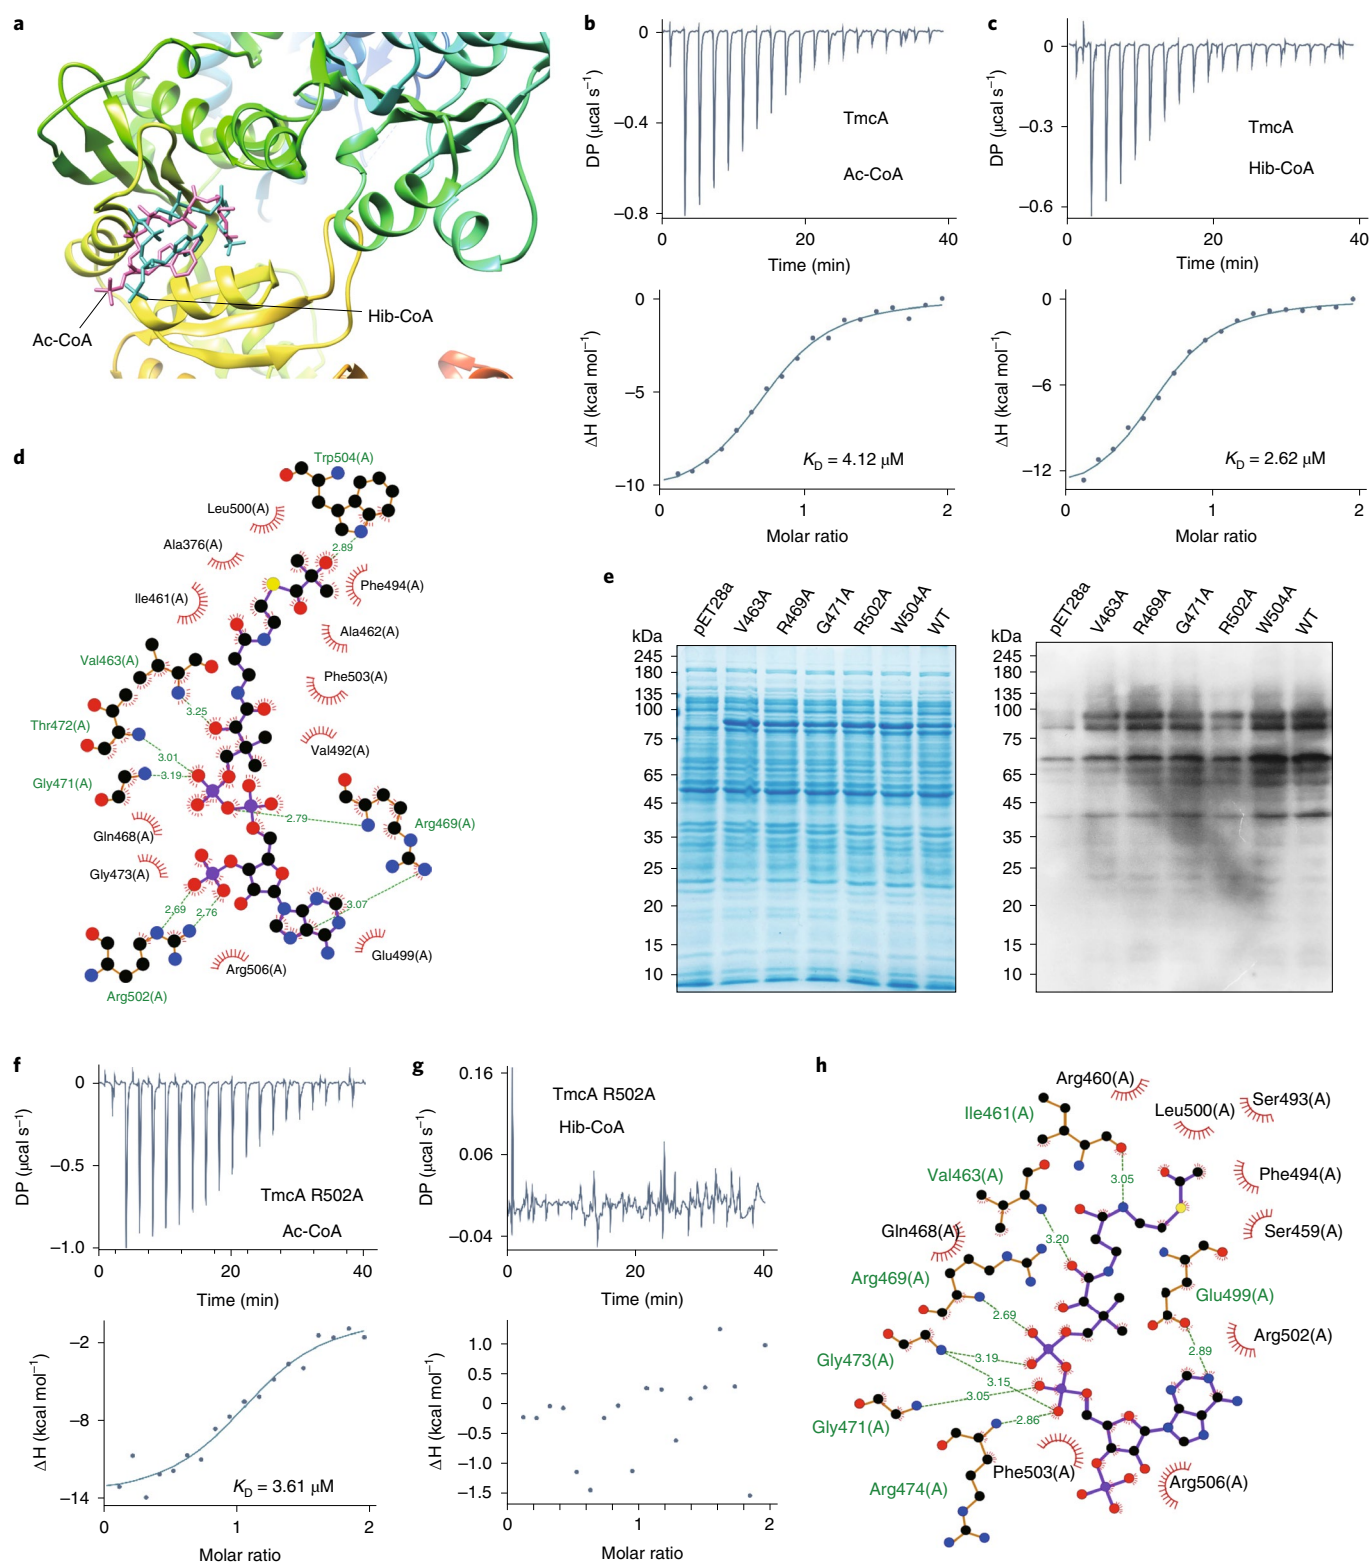 a
Ac-CoA
Hib-CoA
b
0
−0.4
−0.8
DP (μcal s−1)
TmcA
Ac-CoA
0
20
40
Time (min)
0
−5
−10
ΔH (kcal mol−1)
KD = 4.12 μM
0
1
2
Molar ratio
c
0
−0.3
−0.6
DP (μcal s−1)
TmcA
Hib-CoA
0
20
40
Time (min)
0
−6
−12
ΔH (kcal mol−1)
KD = 2.62 μM
0
1
2
Molar ratio
d
Trp504(A)
Leu500(A)
2.89
Ala376(A)
Phe494(A)
Ile461(A)
Ala462(A)
Val463(A)
Phe503(A)
3.25
Thr472(A)
Val492(A)
3.01
3.19
Gly471(A)
2.79
Arg469(A)
Gln468(A)
Gly473(A)
3.07
2.69
2.76
Glu499(A)
Arg506(A)
Arg502(A)
e
pET28a
V463A
R469A
G471A
R502A
W504A
WT
kDa
245
180
135
100
75
65
45
35
25
20
15
10
pET28a
V463A
R469A
G471A
R502A
W504A
WT
kDa
245
180
135
100
75
65
45
35
25
20
15
10
f
0
−0.5
−1.0
DP (μcal s−1)
TmcA R502A
Ac-CoA
0
20
40
Time (min)
−2
−8
−14
ΔH (kcal mol−1)
KD = 3.61 μM
0
1
2
Molar ratio
g
0.16
0.06
−0.04
DP (μcal s−1)
TmcA R502A
Hib-CoA
0
20
40
Time (min)
1.0
0.5
0
−0.5
−1.0
−1.5
ΔH (kcal mol−1)
0
1
2
Molar ratio
h
Arg460(A)
Ile461(A)
Leu500(A)
Ser493(A)
Val463(A)
3.05
Phe494(A)
Gln468(A)
3.20
Ser459(A)
Arg469(A)
Glu499(A)
2.69
Arg502(A)
Gly473(A)
3.19
2.89
3.15
3.05
Gly471(A)
2.86
Phe503(A)
Arg474(A)
Arg506(A)